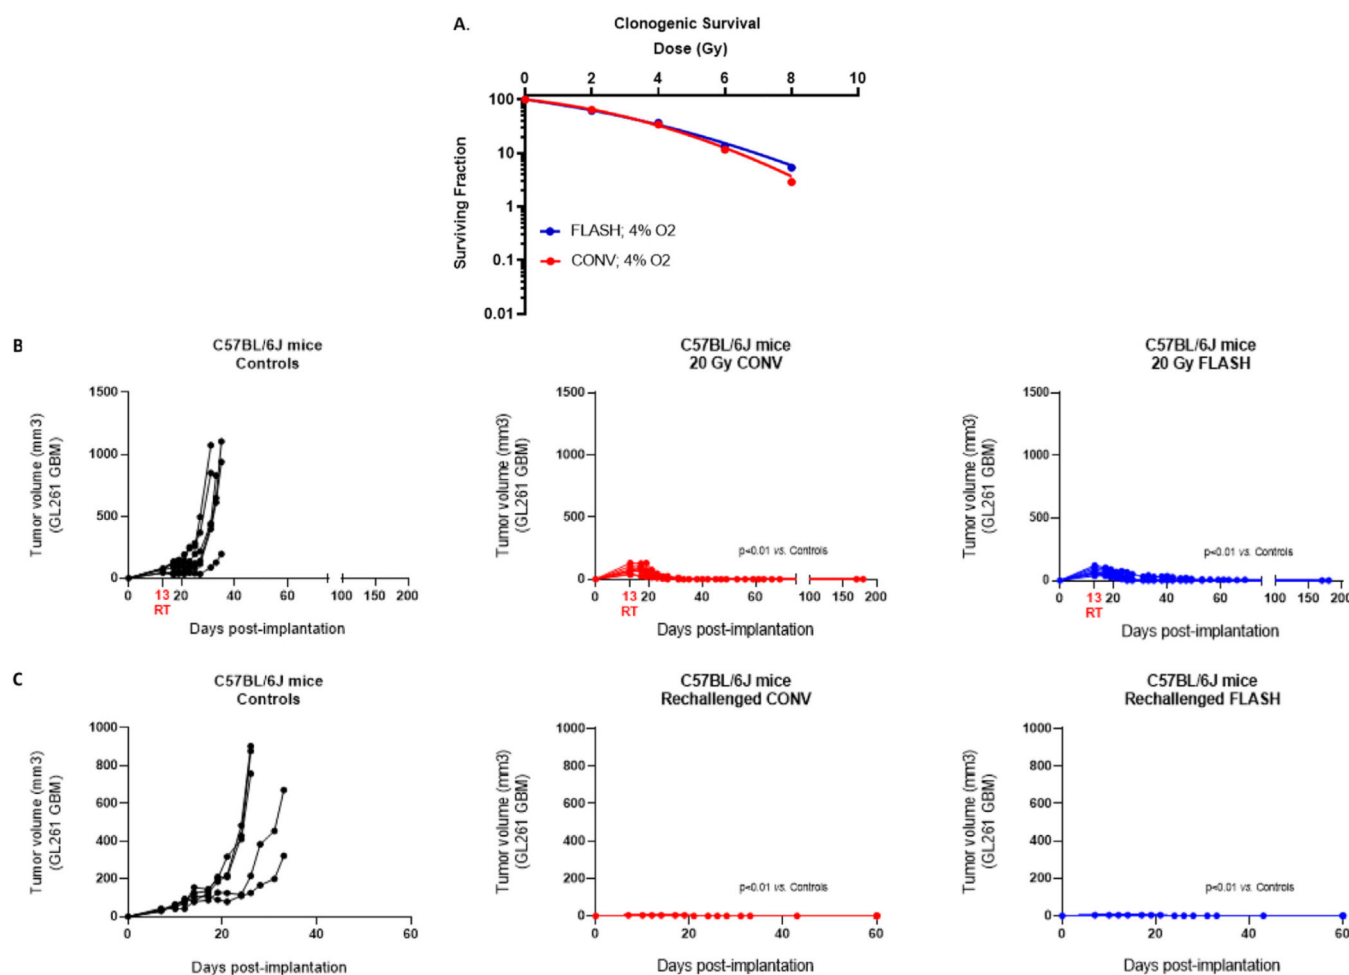 A.
Clonogenic Survival
Dose (Gy)
0 2 4 6 8 10
100
10
1
0.1
0.01
Surviving Fraction
FLASH; 4% O2
CONV; 4% O2
B
C57BL/6J mice
Controls
1500
1000
500
0
Tumor volume (mm3)
(GL261 GBM)
0 13 20 40 100 150 200
RT
Days post-implantation
C57BL/6J mice
20 Gy CONV
1500
1000
500
0
Tumor volume (mm3)
(GL261 GBM)
p<0.01 vs. Controls
0 13 20 40 60 100 150 200
RT
Days post-implantation
C57BL/6J mice
20 Gy FLASH
1500
1000
500
0
Tumor volume (mm3)
(GL261 GBM)
p<0.01 vs. Controls
0 13 20 40 60 100 150 200
RT
Days post-implantation
C
C57BL/6J mice
Controls
1000
800
600
400
200
0
Tumor volume (mm3)
(GL261 GBM)
0 20 40 60
Days post-implantation
C57BL/6J mice
Rechallenged CONV
1000
800
600
400
200
0
Tumor volume (mm3)
(GL261 GBM)
p<0.01 vs. Controls
0 20 40 60
Days post-implantation
C57BL/6J mice
Rechallenged FLASH
1000
800
600
400
200
0
Tumor volume (mm3)
(GL261 GBM)
p<0.01 vs. Controls
0 20 40 60
Days post-implantation